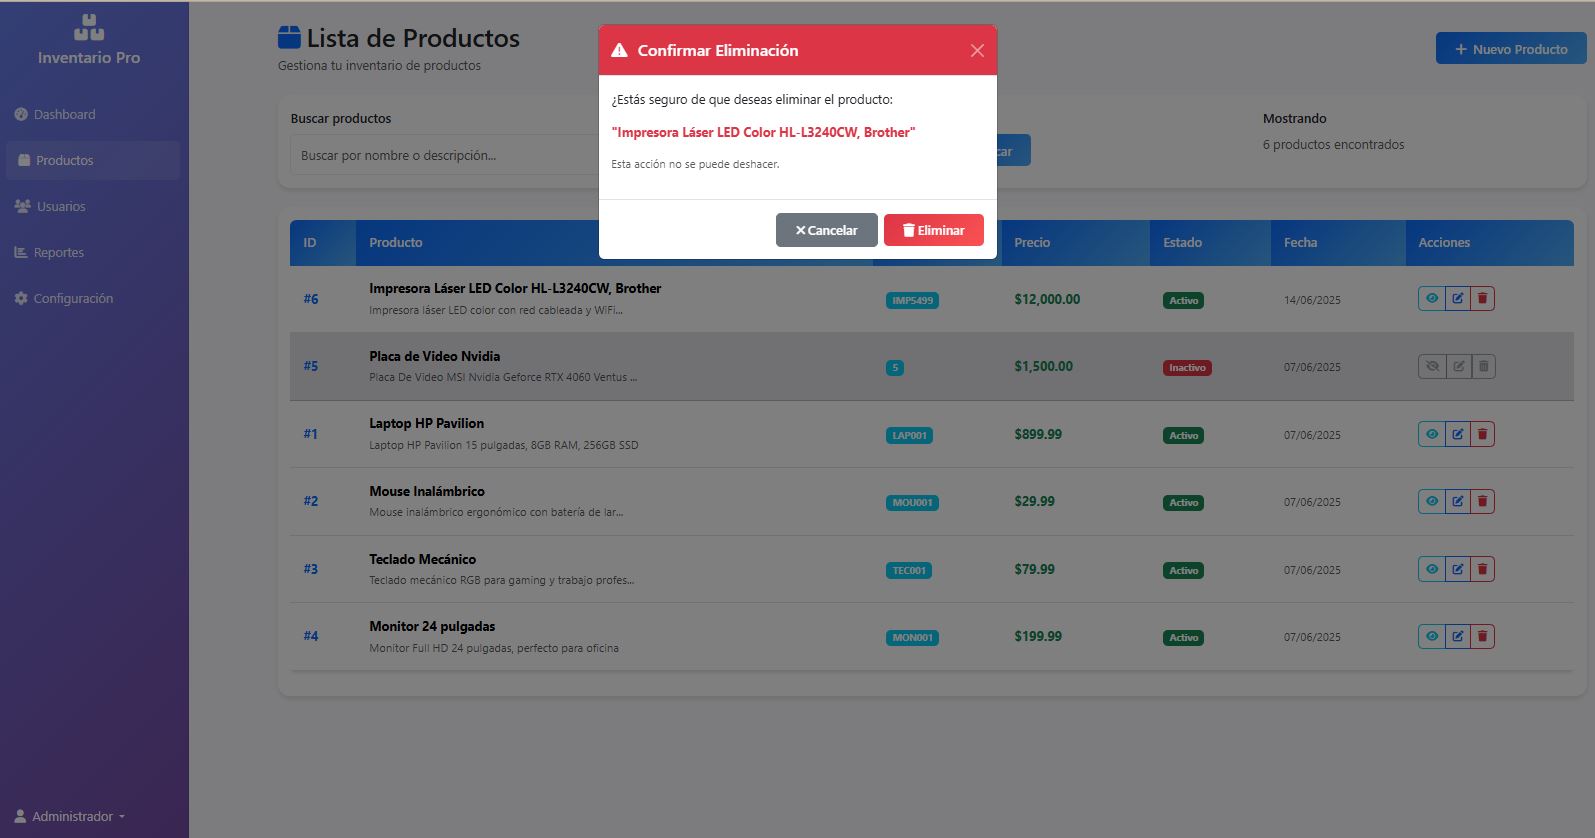 Inventario Pro
Dashboard
Productos
Usuarios
Reportes
Configuración
Administrador
Lista de Productos
Gestiona tu inventario de productos
Nuevo Producto
Confirmar Eliminación
¿Estás seguro de que deseas eliminar el producto:
"Impresora Láser LED Color HL-L3240CW, Brother"
Esta acción no se puede deshacer.
Cancelar Eliminar
Buscar productos
Buscar por nombre o descripción...
car
Mostrando
6 productos encontrados
ID Producto Precio Estado Fecha Acciones
#6 Impresora Láser LED Color HL-L3240CW, Brother IMP5499 $12,000.00 Activo 14/06/2025
Impresora láser LED color con red cableada y WiFi...
#5 Placa de Video Nvidia 5 $1,500.00 Inactivo 07/06/2025
Placa De Video MSI Nvidia Geforce RTX 4060 Ventus ...
#1 Laptop HP Pavilion LAP001 $899.99 Activo 07/06/2025
Laptop HP Pavilion 15 pulgadas, 8GB RAM, 256GB SSD
#2 Mouse Inalámbrico MOU001 $29.99 Activo 07/06/2025
Mouse inalámbrico ergonómico con batería de lar...
#3 Teclado Mecánico TEC001 $79.99 Activo 07/06/2025
Teclado mecánico RGB para gaming y trabajo profes...
#4 Monitor 24 pulgadas MON001 $199.99 Activo 07/06/2025
Monitor Full HD 24 pulgadas, perfecto para oficina